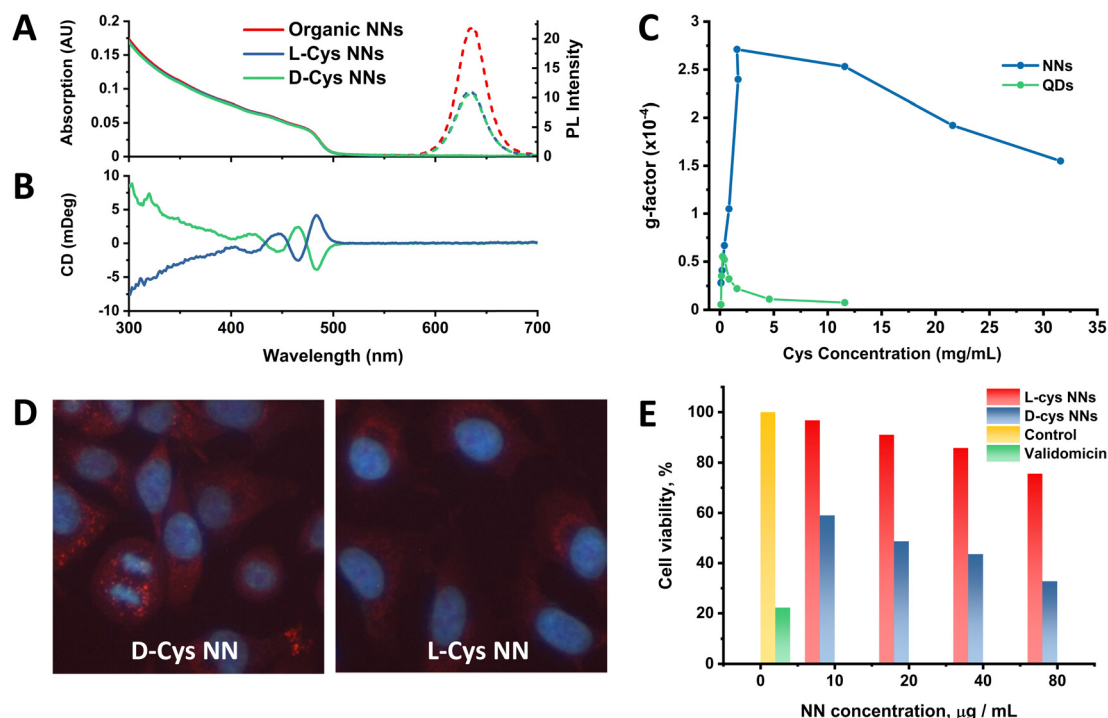 A
Absorption (AU)
0.2
0.15
0.1
0.05
0
Organic NNs
L-Cys NNs
D-Cys NNs
20
15
10
5
0
PL Intensity
B
CD (mDeg)
10
5
0
-5
-10
300
400
500
600
700
Wavelength (nm)
C
g-factor (x10⁻⁴)
3
2.5
2
1.5
1
0.5
0
NNs
QDs
0
5
10
15
20
25
30
35
Cys Concentration (mg/mL)
D
D-Cys NN
L-Cys NN
E
Cell viability, %
100
80
60
40
20
0
L-cys NNs
D-cys NNs
Control
Validomicin
0
10
20
40
80
NN concentration, μg / mL